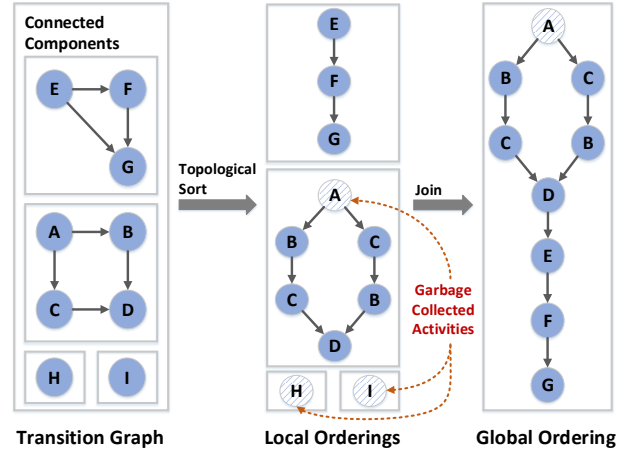 Connected
Components
E
F
G
A
B
C
D
H
I
Transition Graph
Topological
Sort
E
F
G
A
B
C
C
B
D
H
I
Local Orderings
Join
Garbage
Collected
Activities
A
B
C
C
B
D
E
F
G
Global Ordering